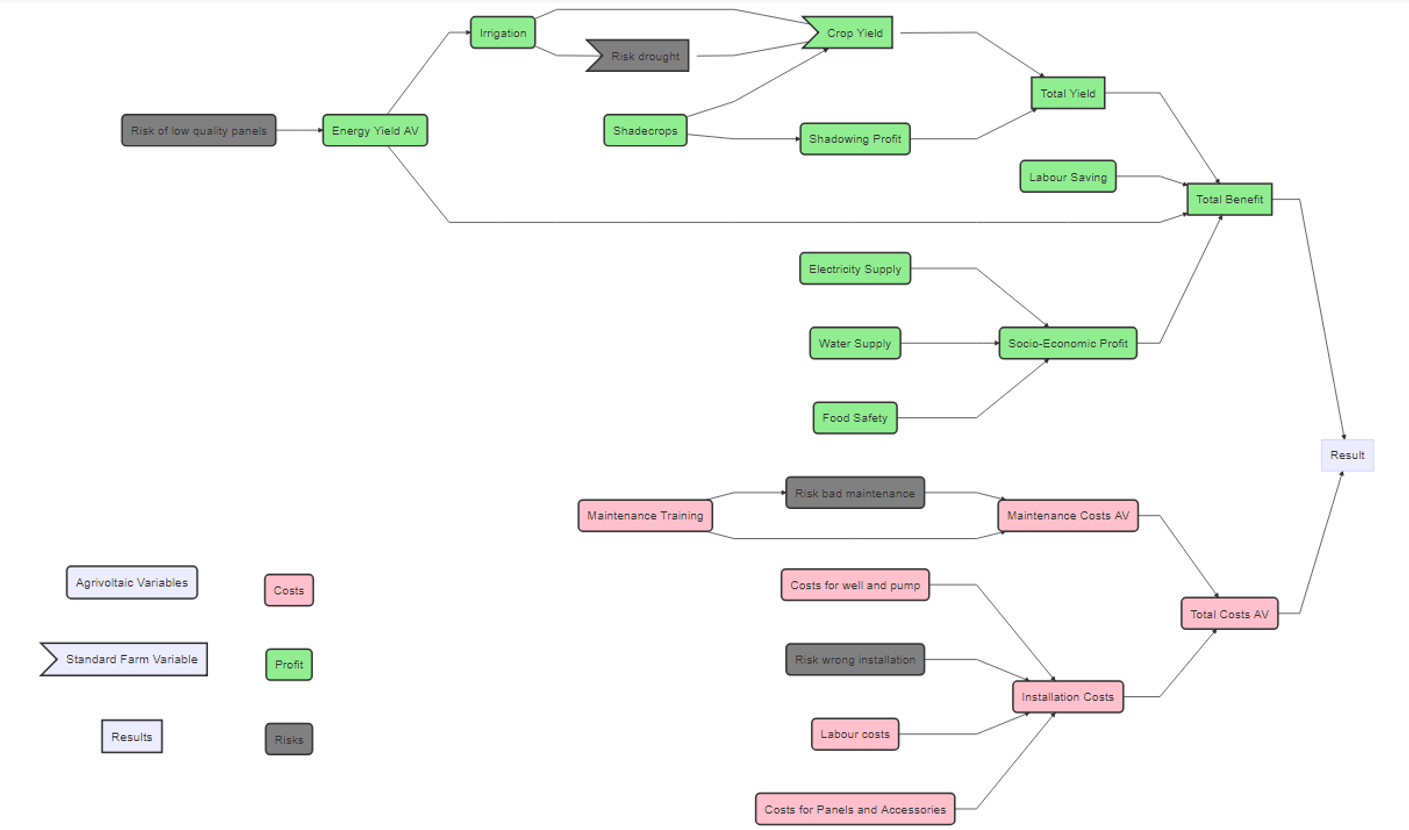 Irrigation
Crop Yield
Risk drought
Total Yield
Risk of low quality panels
Energy Yield AV
Shadecrops
Shadowing Profit
Labour Saving
Total Benefit
Electricity Supply
Water Supply
Socio-Economic Profit
Food Safety
Result
Risk bad maintenance
Maintenance Training
Maintenance Costs AV
Agrivoltaic Variables
Costs
Costs for well and pump
Total Costs AV
Standard Farm Variable
Profit
Risk wrong installation
Installation Costs
Results
Risks
Labour costs
Costs for Panels and Accessories